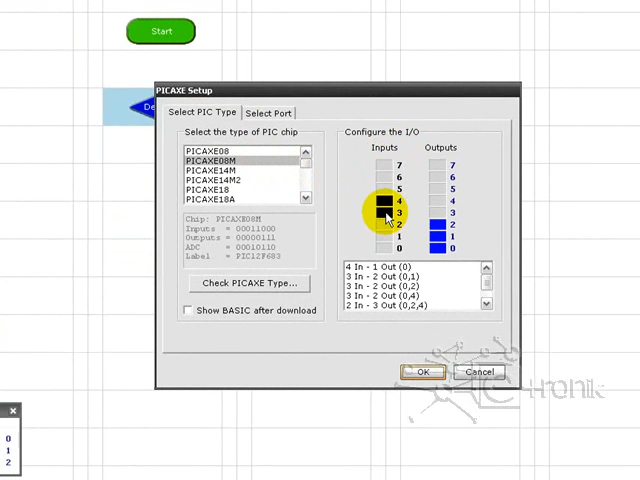 Start
De
PICAXE Setup
Select PIC Type
Select Port
Select the type of PIC chip
PICAXE08
PICAXE08M
PICAXE14M
PICAXE14M2
PICAXE18
PICAXE18A
Chip: PICAXE08M
Inputs = 00011000
Outputs = 00000111
ADC = 00010110
Label = PIC12F683
Check PICAXE Type...
Show BASIC after download
Configure the I/O
Inputs Outputs
7 7
6 6
5 5
4 4
3 3
2 2
1 1
0 0
4 In - 1 Out (0)
3 In - 2 Out (0,1)
3 In - 2 Out (0,2)
3 In - 2 Out (0,4)
2 In - 3 Out (0,2,4)
OK
Cancel
tronik
0
1
2